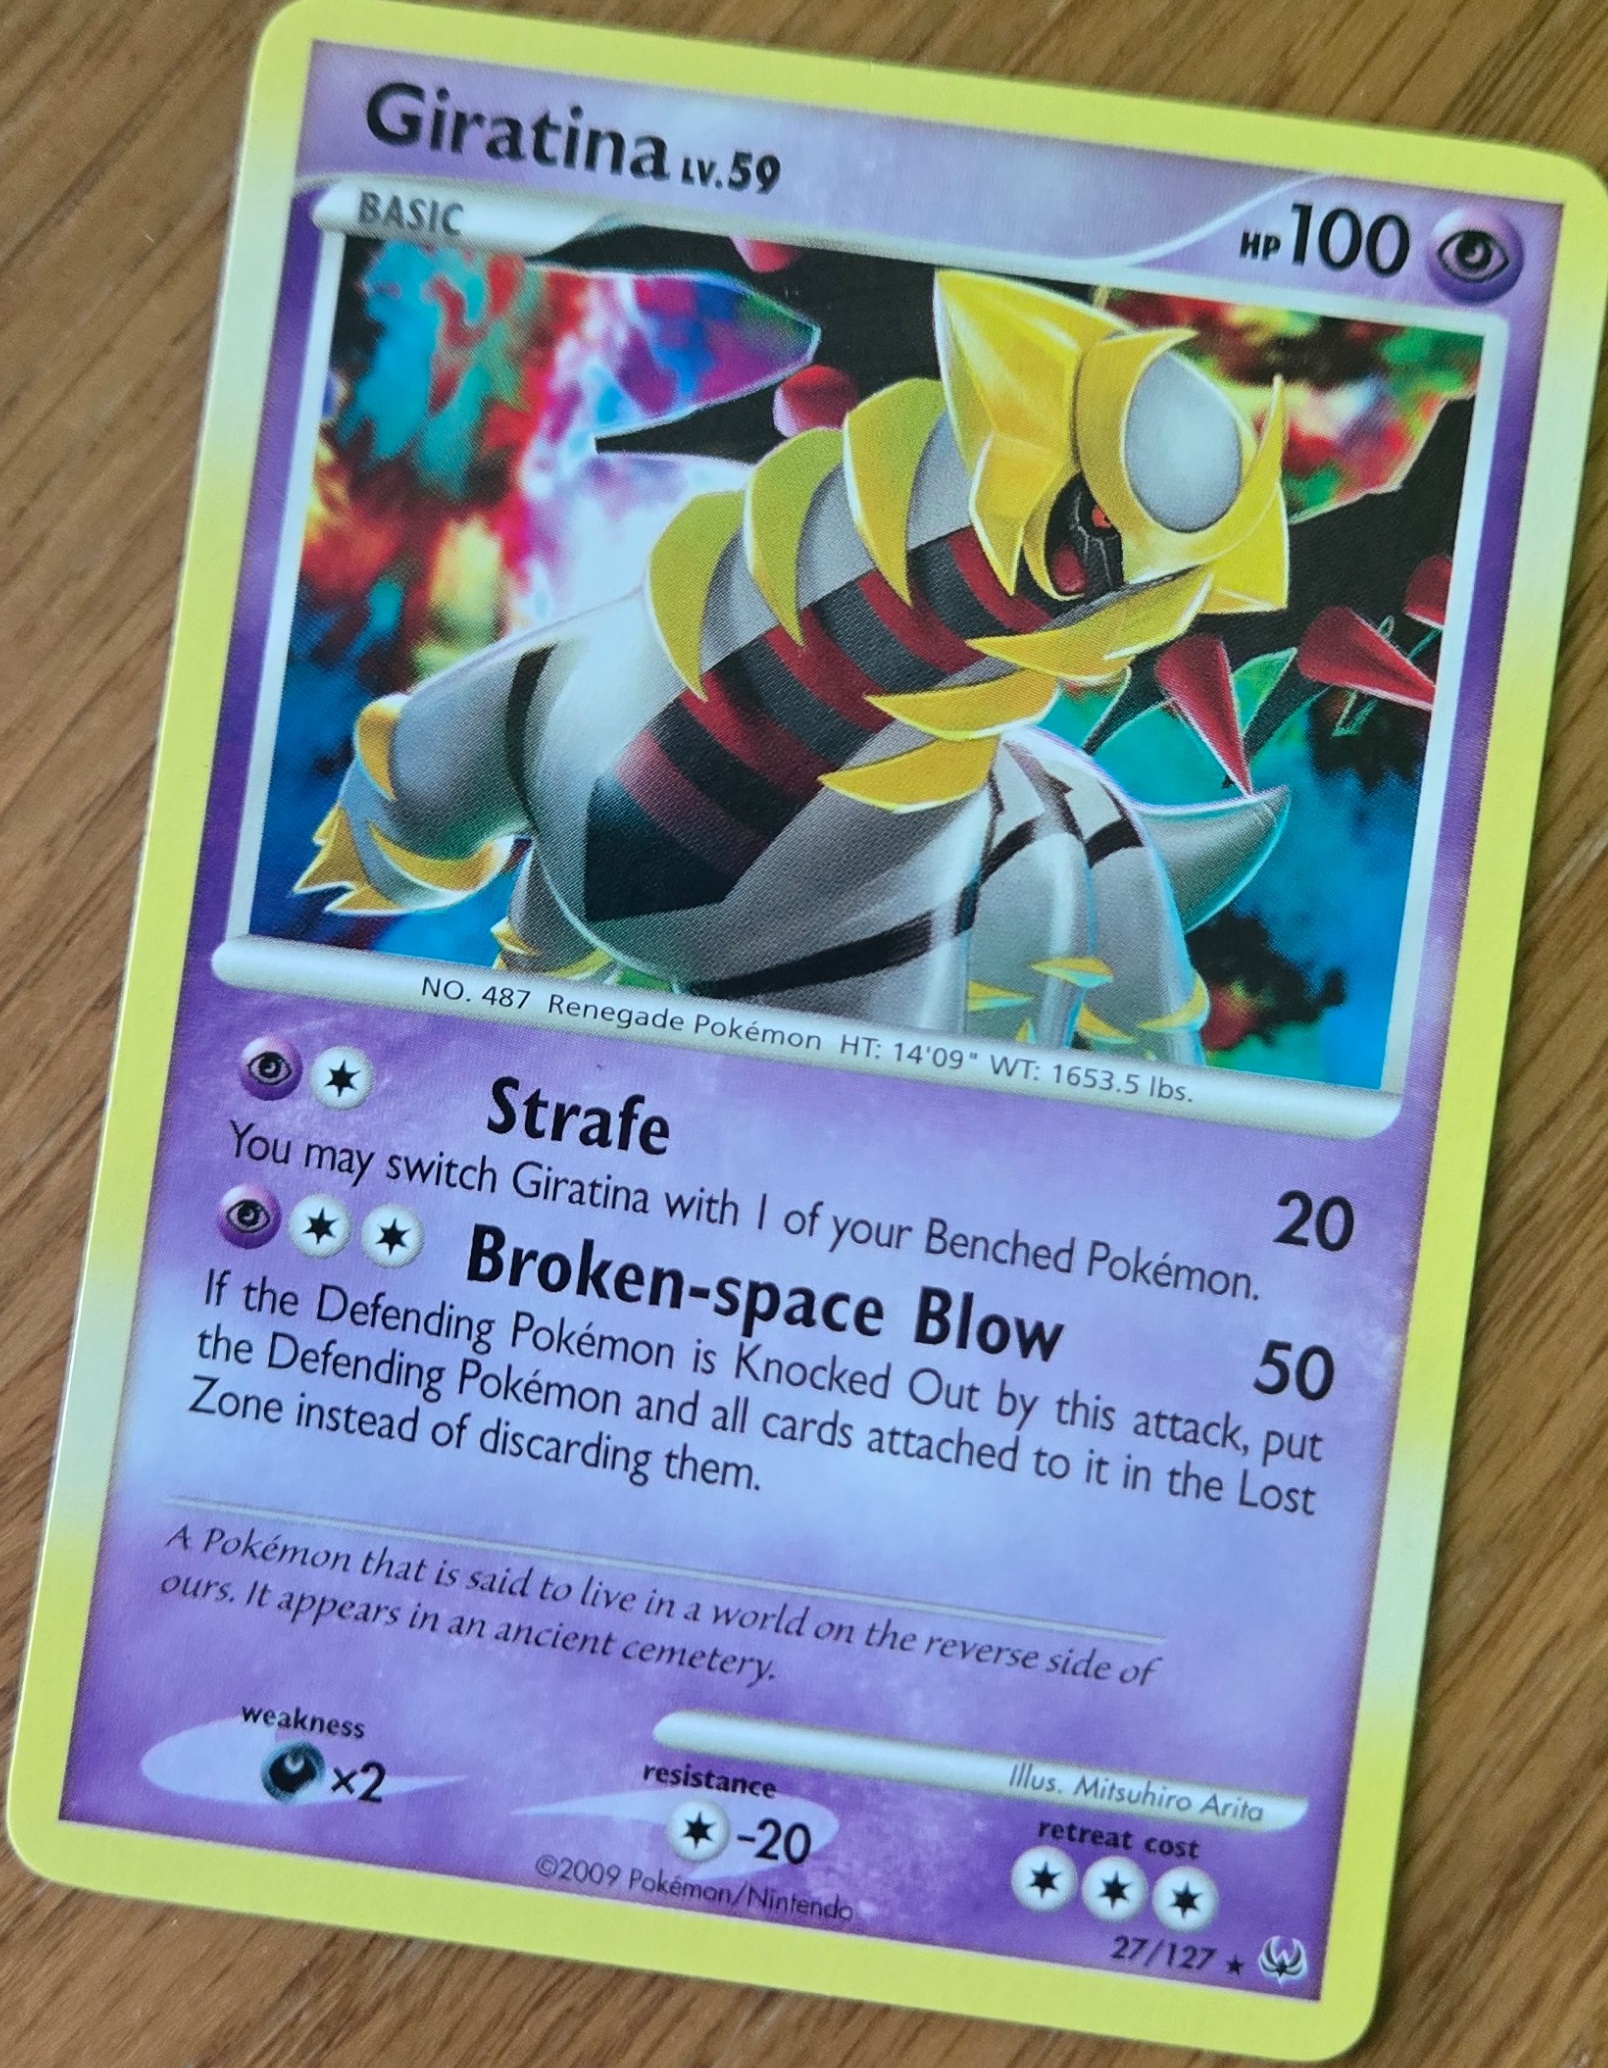 Giratina LV.59
BASIC
HP 100
NO. 487 Renegade Pokémon HT: 14'09" WT: 1653.5 lbs.
Strafe
20
You may switch Giratina with 1 of your Benched Pokémon.
Broken-space Blow
50
If the Defending Pokémon is Knocked Out by this attack, put
the Defending Pokémon and all cards attached to it in the Lost
Zone instead of discarding them.
A Pokémon that is said to live in a world on the reverse side of
ours. It appears in an ancient cemetery.
weakness
×2
resistance
-20
Illus. Mitsuhiro Arita
retreat cost
©2009 Pokémon/Nintendo
27/127 ★